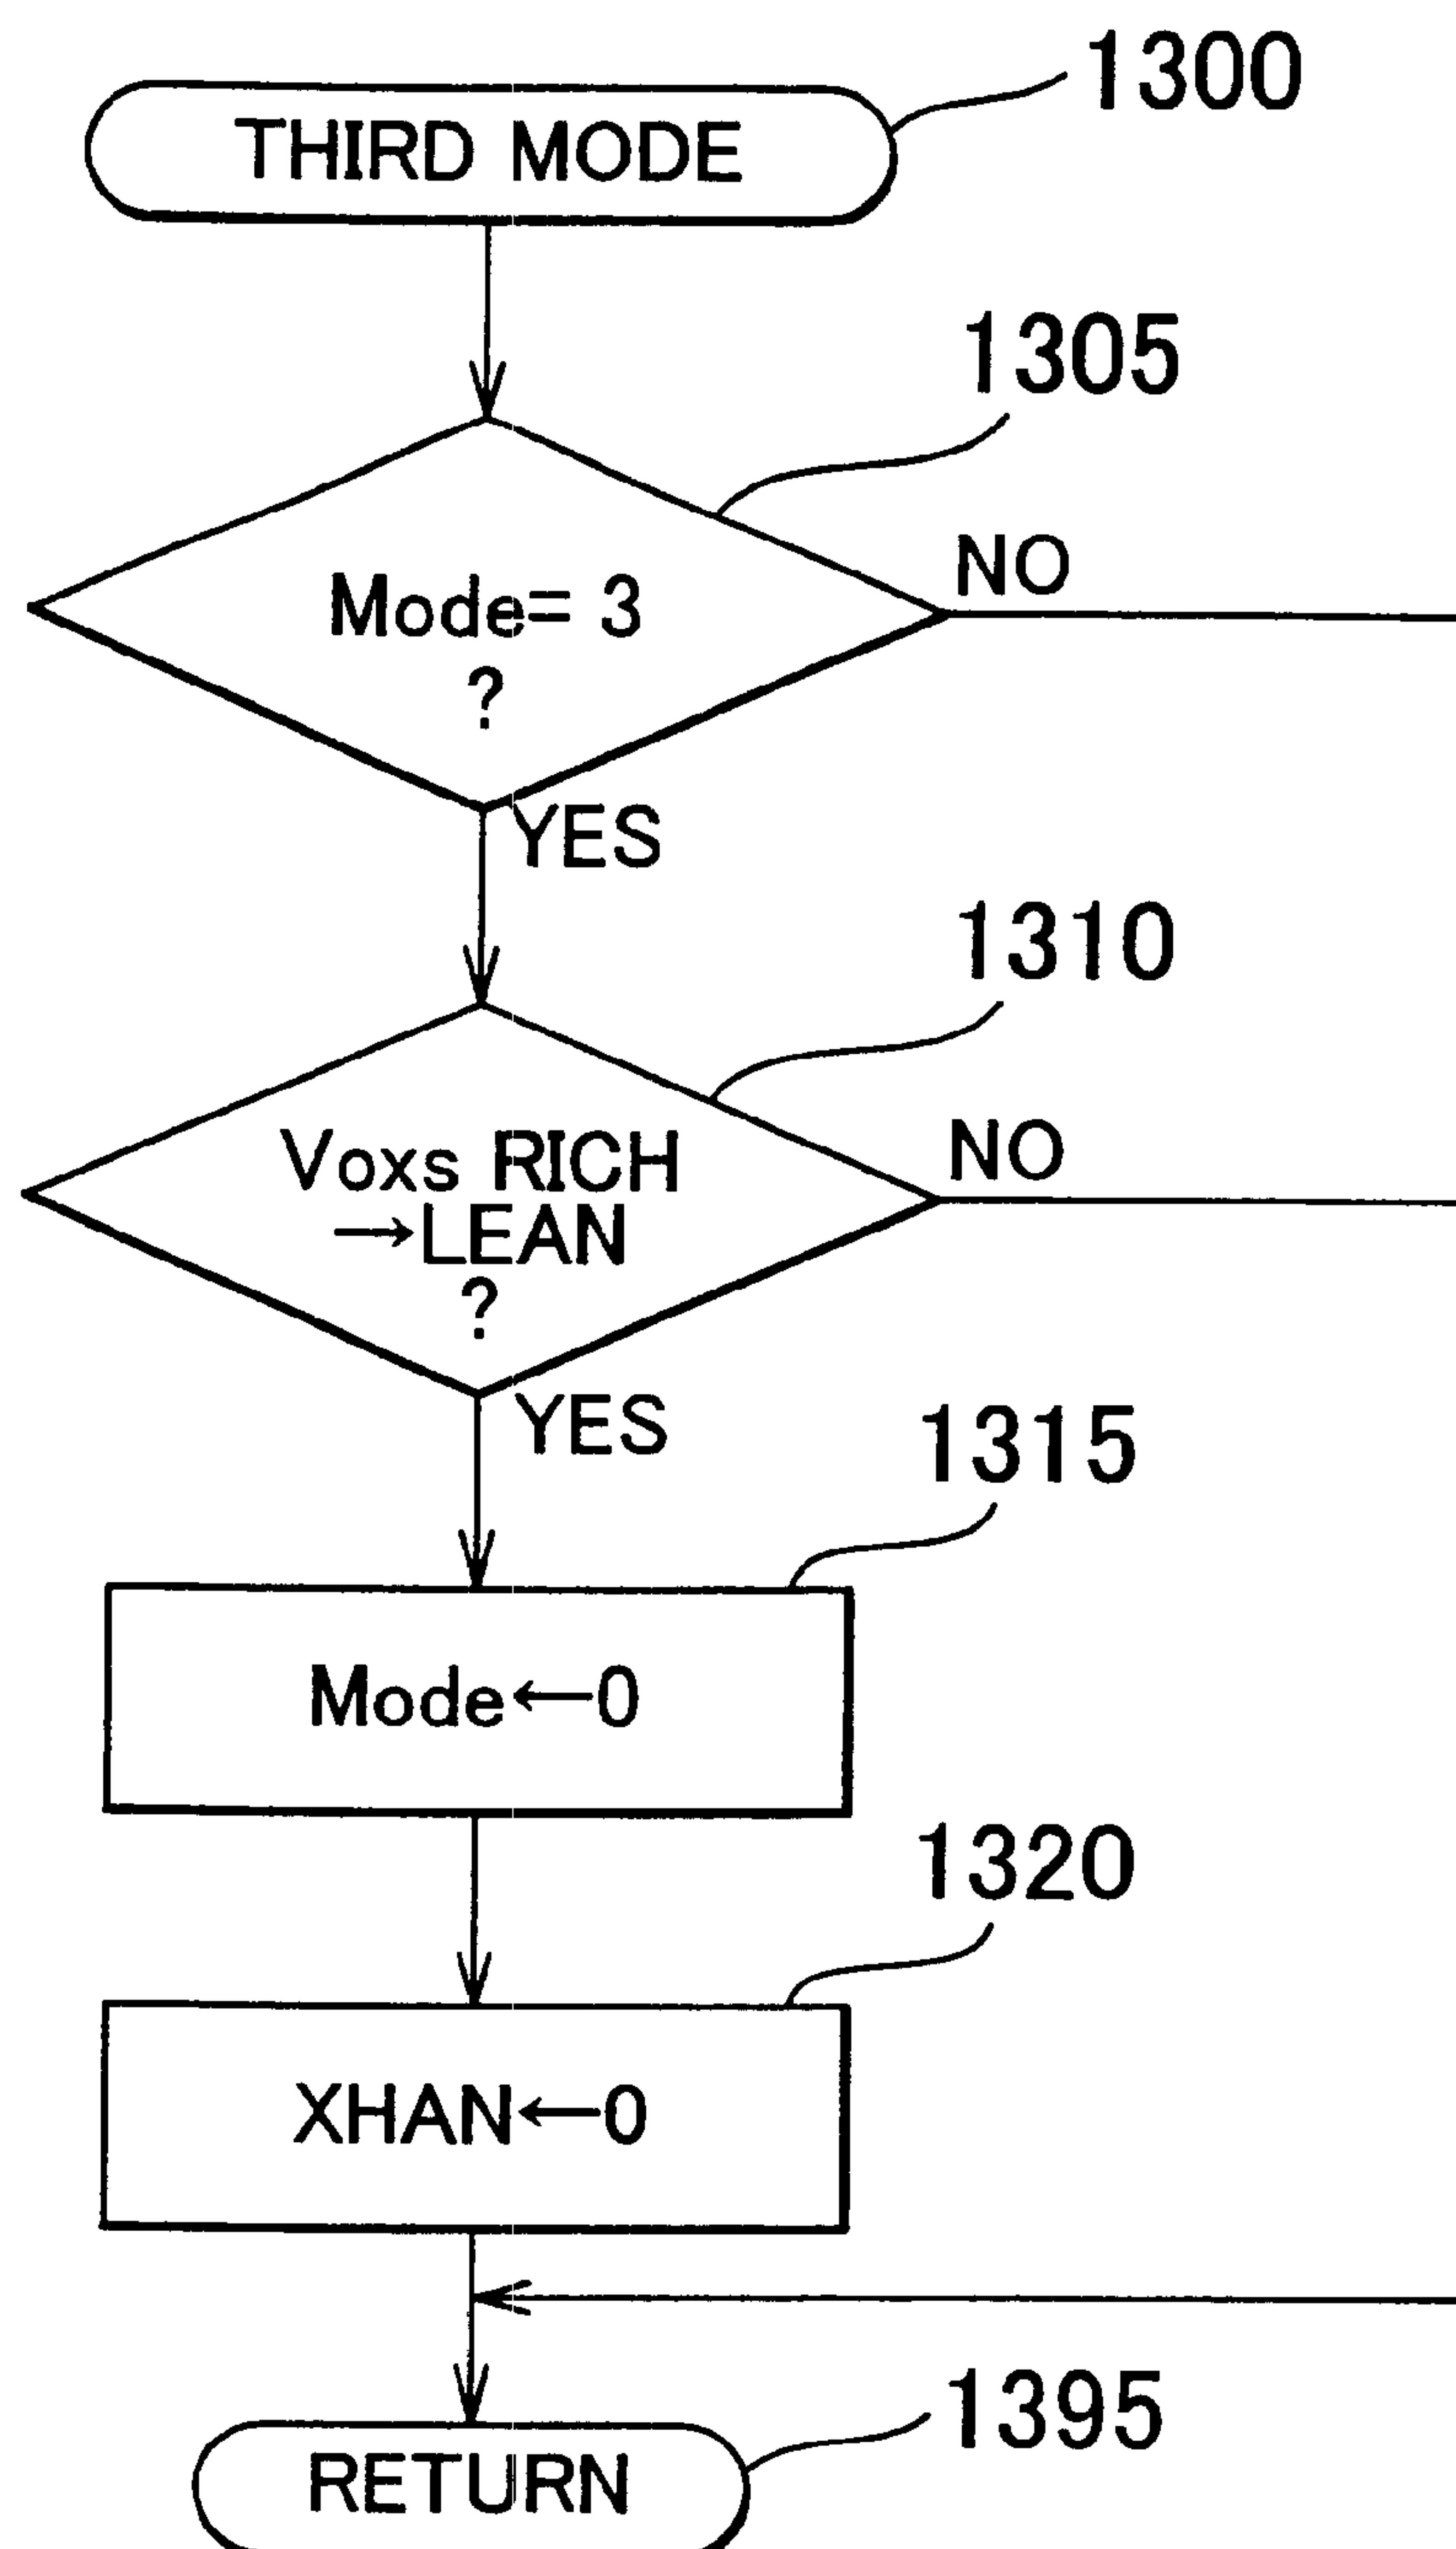 1300
THIRD MODE
1305
Mode= 3
?
NO
YES
1310
Voxs RICH
→LEAN
?
NO
YES
1315
Mode←0
1320
XHAN←0
1395
RETURN